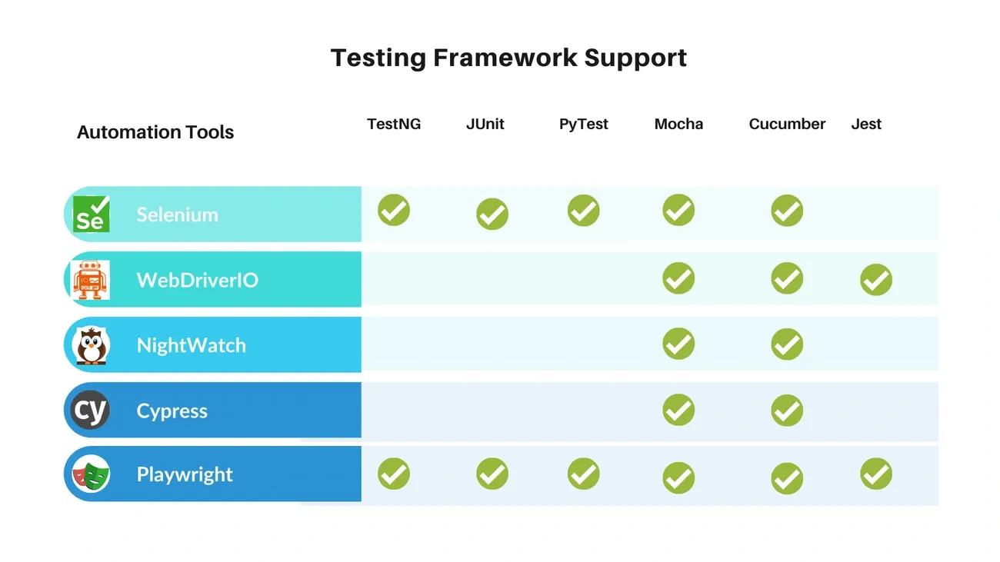 Testing Framework Support
Automation Tools TestNG JUnit PyTest Mocha Cucumber Jest
Se Selenium
WebDriverIO
NightWatch
cy Cypress
Playwright